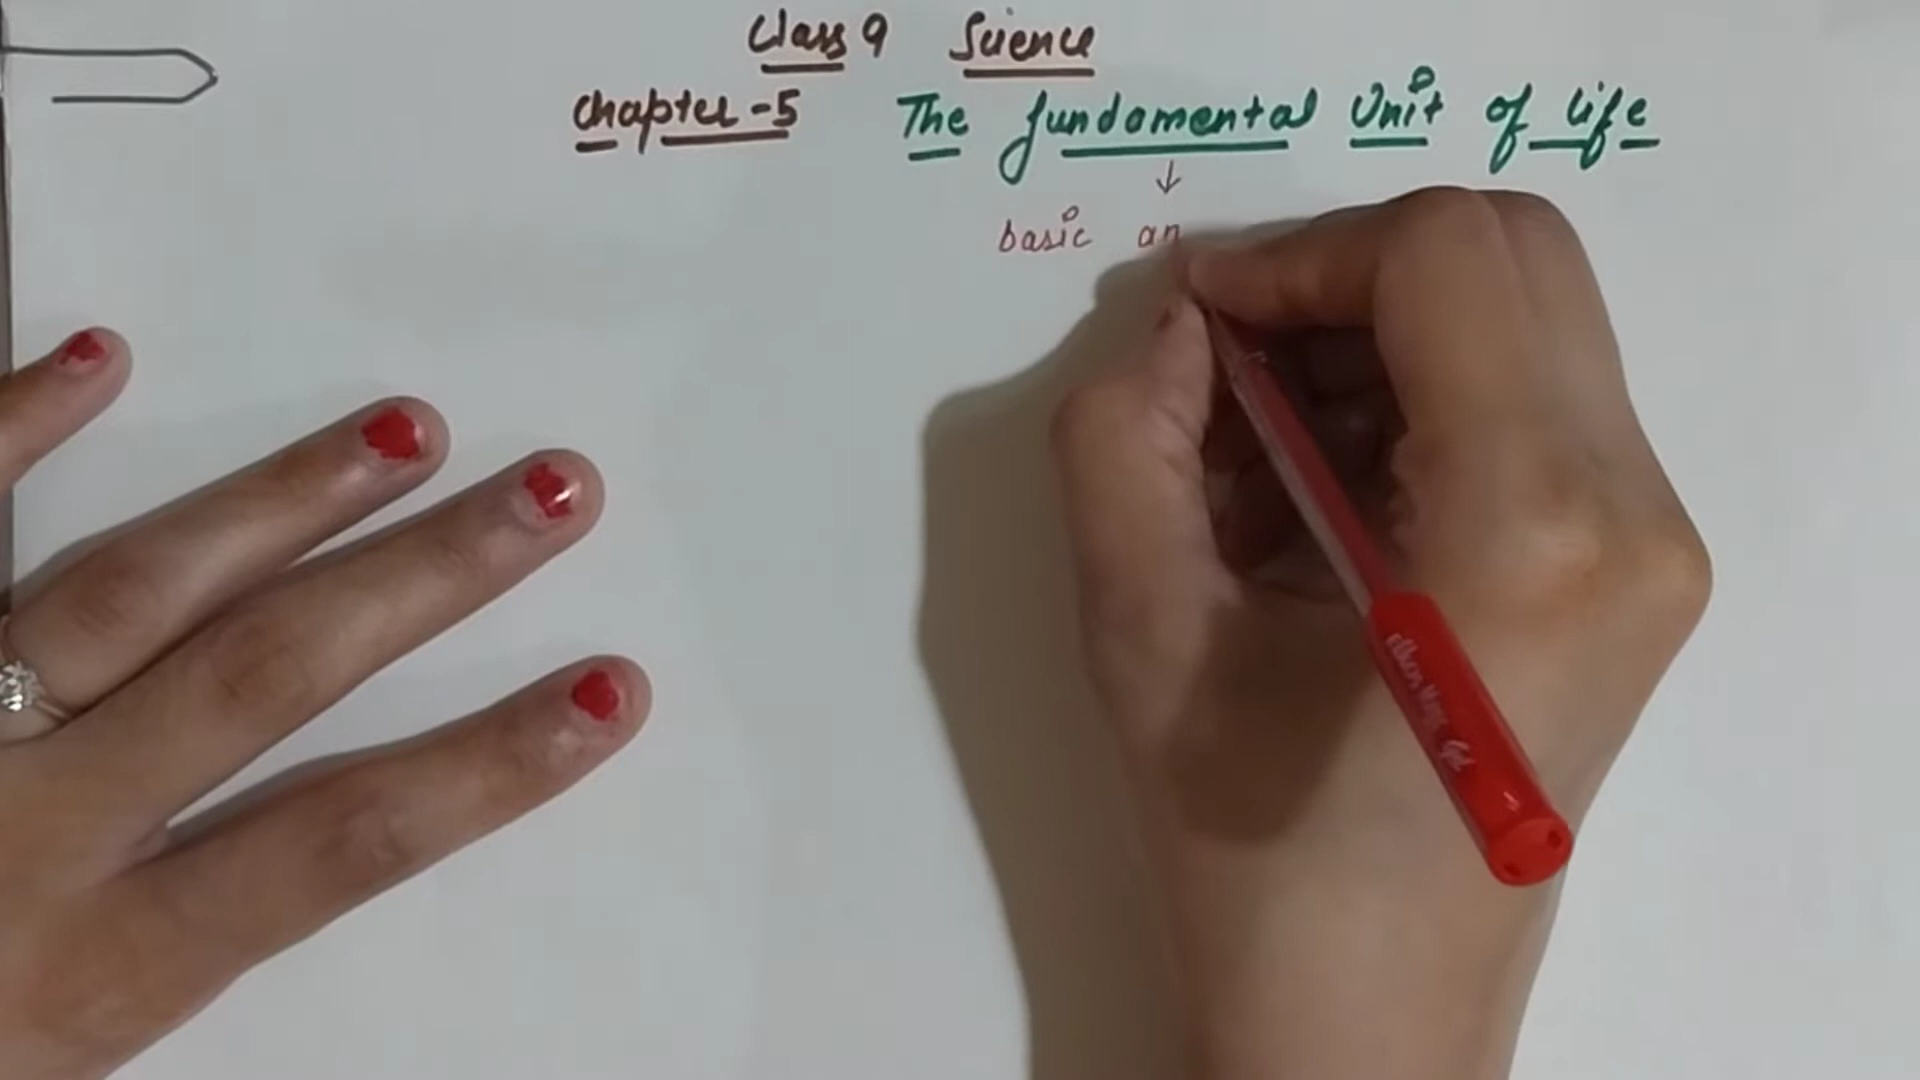 Class 9 Science
Chapter-5 The fundamental Unit of life
basic an